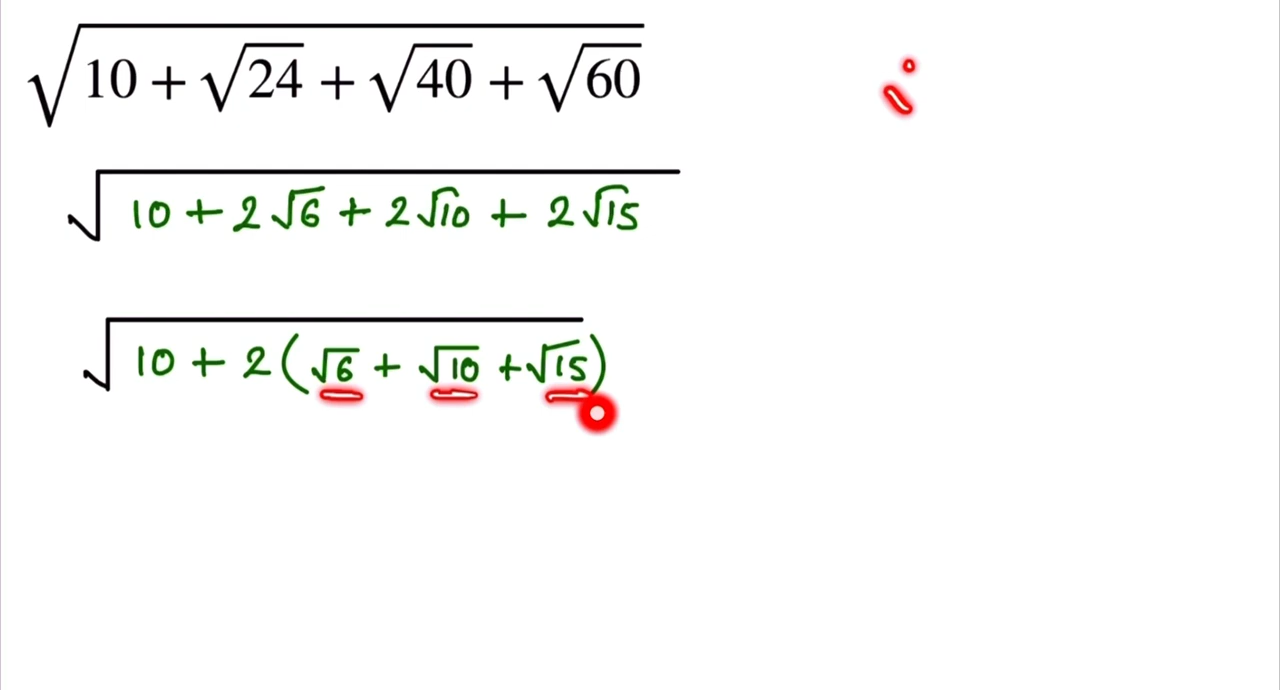 √(10 + √24 + √40 + √60)
√(10 + 2√6 + 2√10 + 2√15)
√(10 + 2(√6 + √10 + √15))